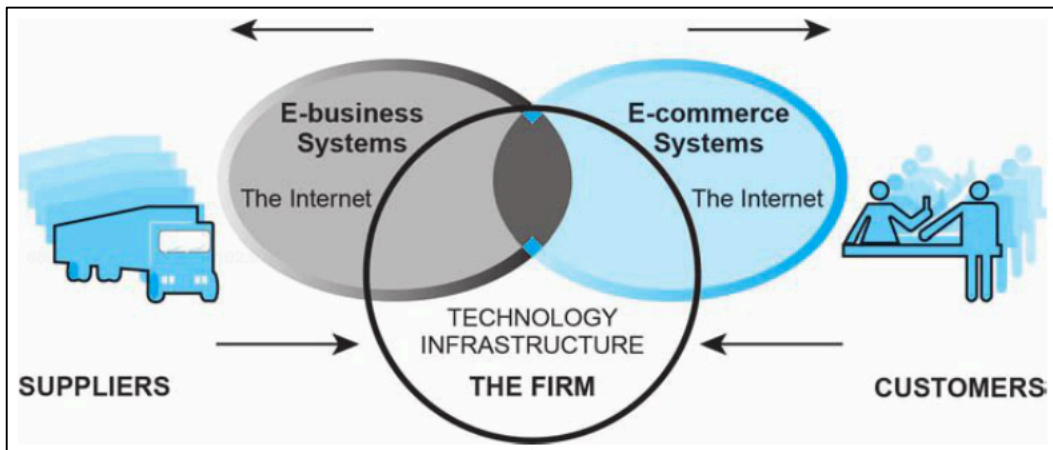 E-business
Systems
The Internet
E-commerce
Systems
The Internet
TECHNOLOGY
INFRASTRUCTURE
THE FIRM
SUPPLIERS
CUSTOMERS